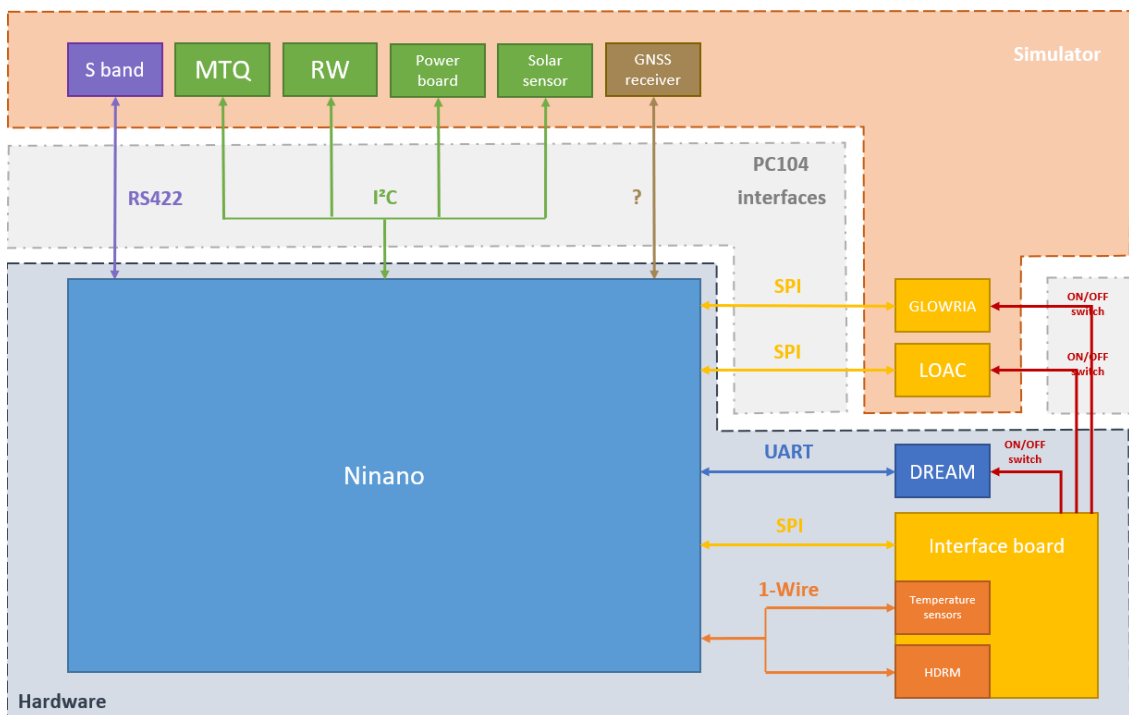 Simulator
S band
MTQ
RW
Power
board
Solar
sensor
GNSS
receiver
PC104
interfaces
RS422
I²C
?
SPI
GLOWRIA
ON/OFF
switch
SPI
LOAC
ON/OFF
switch
Ninano
UART
DREAM
ON/OFF
switch
SPI
Interface board
1-Wire
Temperature
sensors
HDRM
Hardware